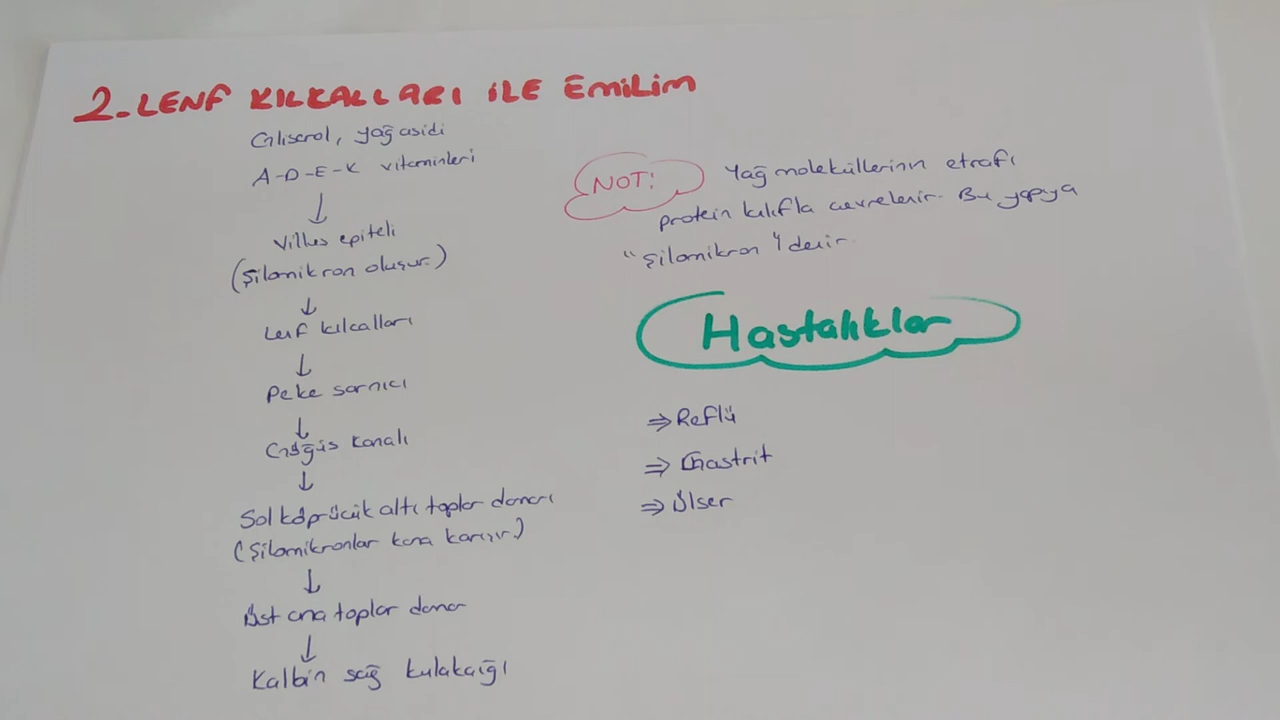 2. LENF KILKALLARI İLE EMİLİM
Gliserol, yağ asidi
A-D-E-K vitaminleri
↓
Villus epiteli
(Şilomikron oluşur.)
↓
Lenf kılcalları
↓
Peke sarnıcı
↓
Göğüs kanalı
↓
Sol köprücük altı toplar damarı
(Şilomikronlar kana karışır.)
↓
Üst ana toplar damar
↓
Kalbin sağ kulakçığı
NOT! Yağ moleküllerinin etrafı
protein kılıfla çevrelenir. Bu yapıya
"Şilomikron" denir.
Hastalıklar
⇒ Reflü
⇒ Gastrit
⇒ Ülser